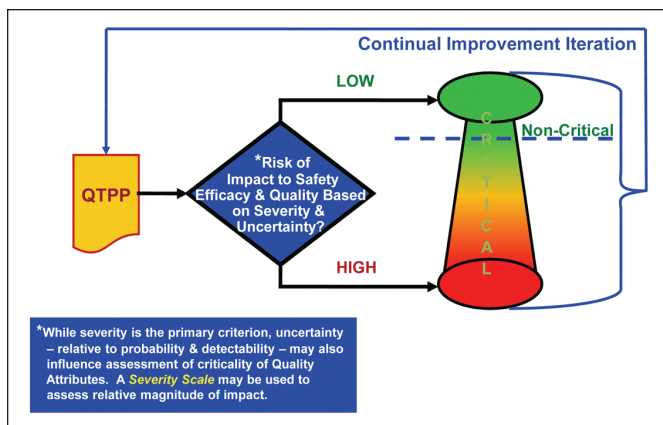 Continual Improvement Iteration
LOW
Non-Critical
QTPP
*Risk of
Impact to Safety
Efficacy & Quality Based
on Severity &
Uncertainty?
CRITICAL
HIGH
*While severity is the primary criterion, uncertainty
– relative to probability & detectability – may also
influence assessment of criticality of Quality
Attributes. A Severity Scale may be used to
assess relative magnitude of impact.